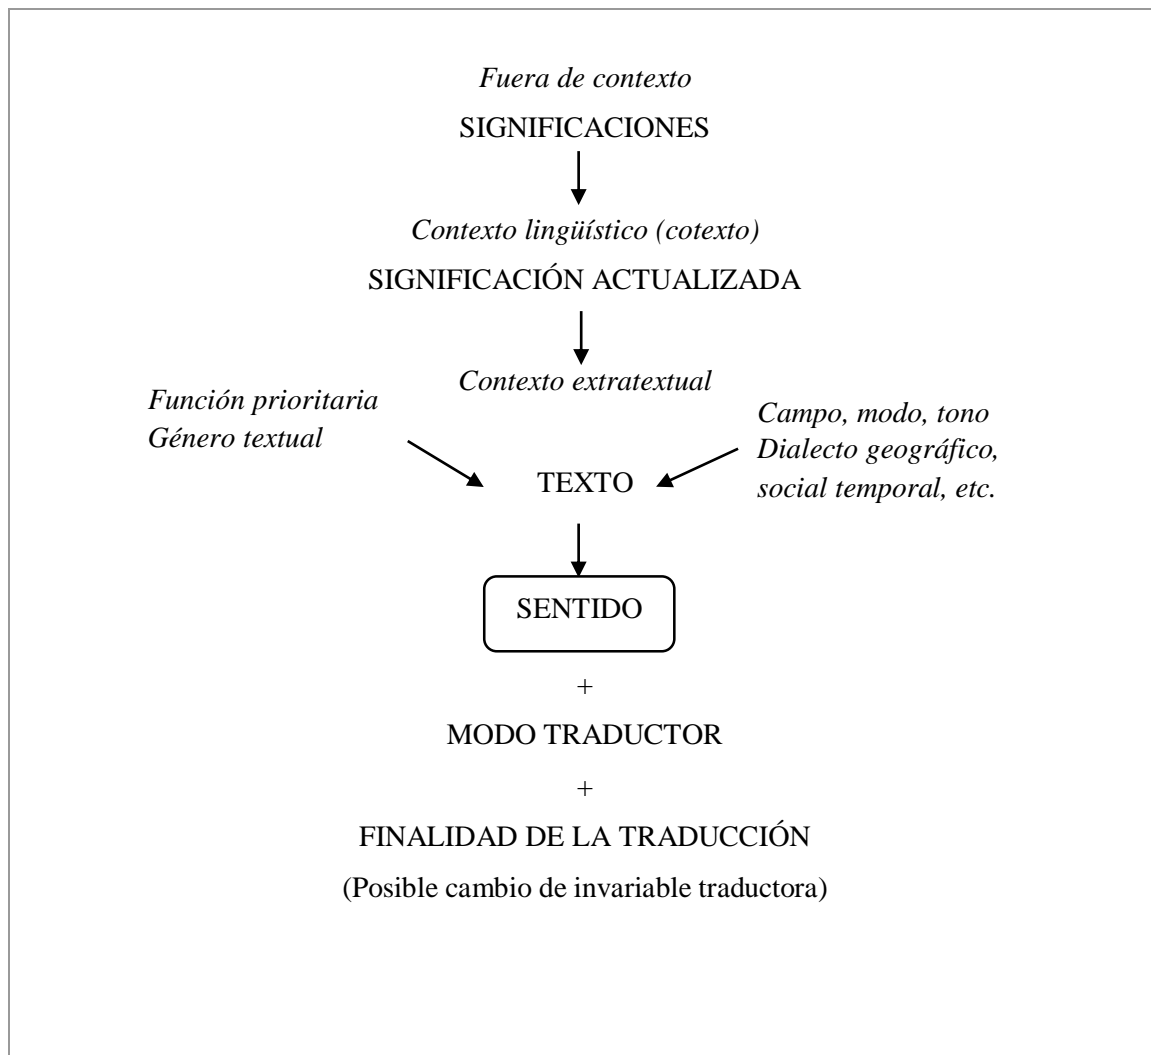 Fuera de contexto
SIGNIFICACIONES
Contexto lingüístico (cotexto)
SIGNIFICACIÓN ACTUALIZADA
Contexto extratextual
Función prioritaria
Género textual
Campo, modo, tono
Dialecto geográfico,
social temporal, etc.
TEXTO
SENTIDO
+
MODO TRADUCTOR
+
FINALIDAD DE LA TRADUCCIÓN
(Posible cambio de invariable traductora)